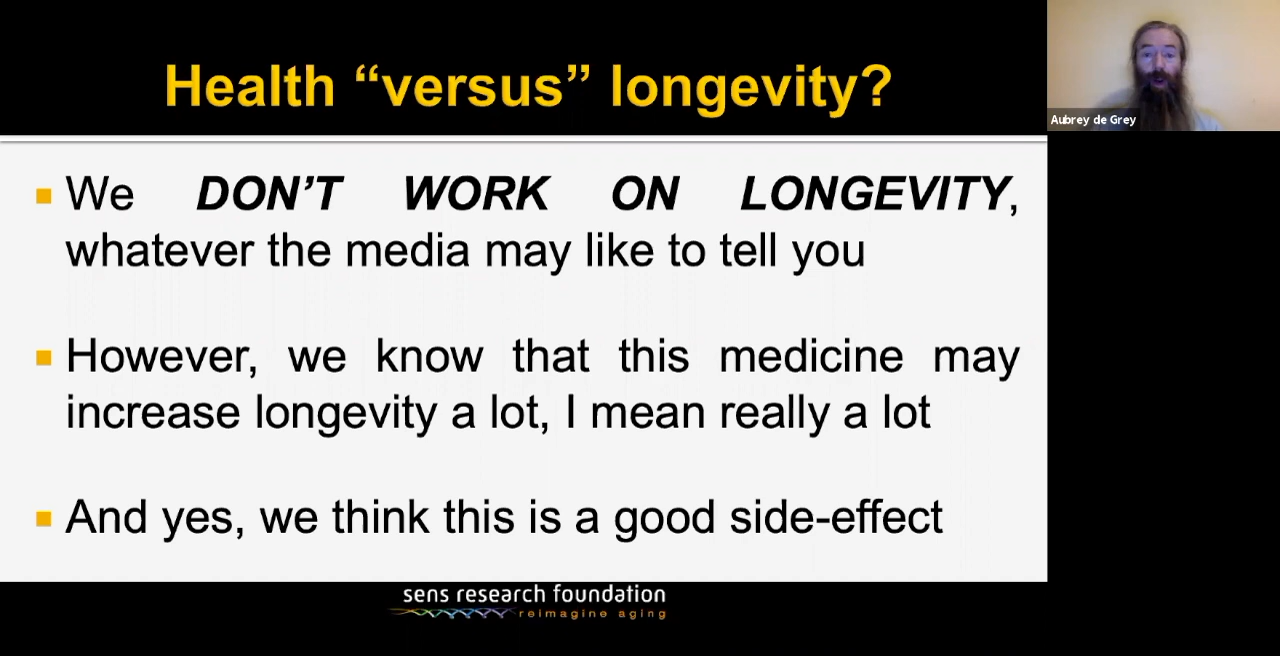 Health “versus” longevity?
Aubrey de Grey
We DON’T WORK ON LONGEVITY,
whatever the media may like to tell you
However, we know that this medicine may
increase longevity a lot, I mean really a lot
And yes, we think this is a good side-effect
sens research foundation
reimagine aging